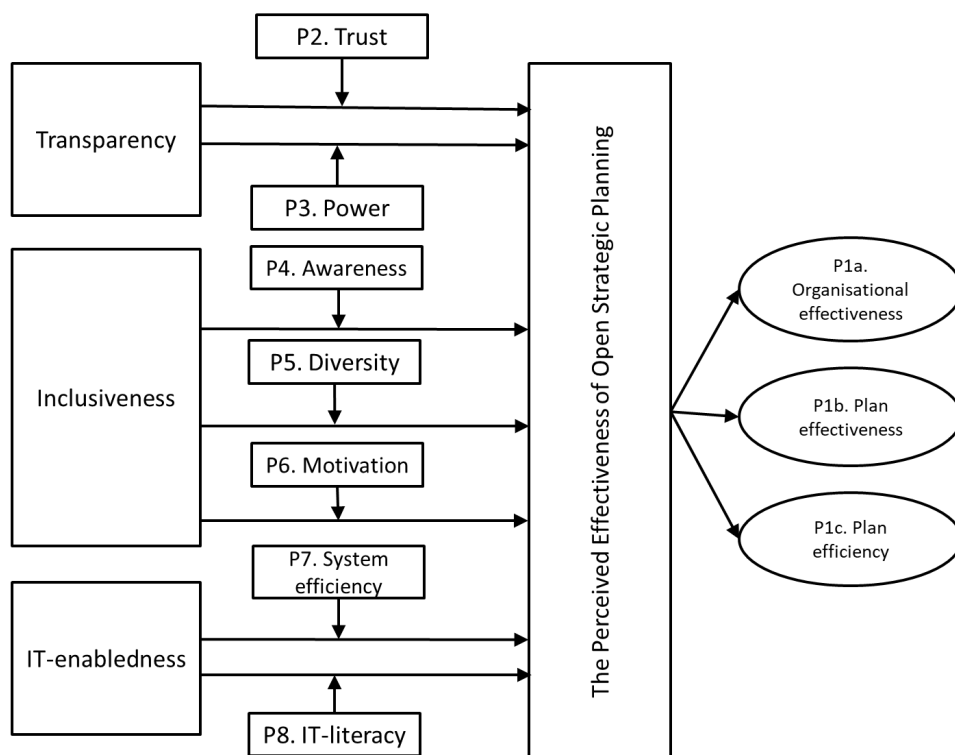 P2. Trust
Transparency
P3. Power
P4. Awareness
P5. Diversity
Inclusiveness
P6. Motivation
P7. System
efficiency
IT-enabledness
P8. IT-literacy
The Perceived Effectiveness of Open Strategic Planning
P1a.
Organisational
effectiveness
P1b. Plan
effectiveness
P1c. Plan
efficiency